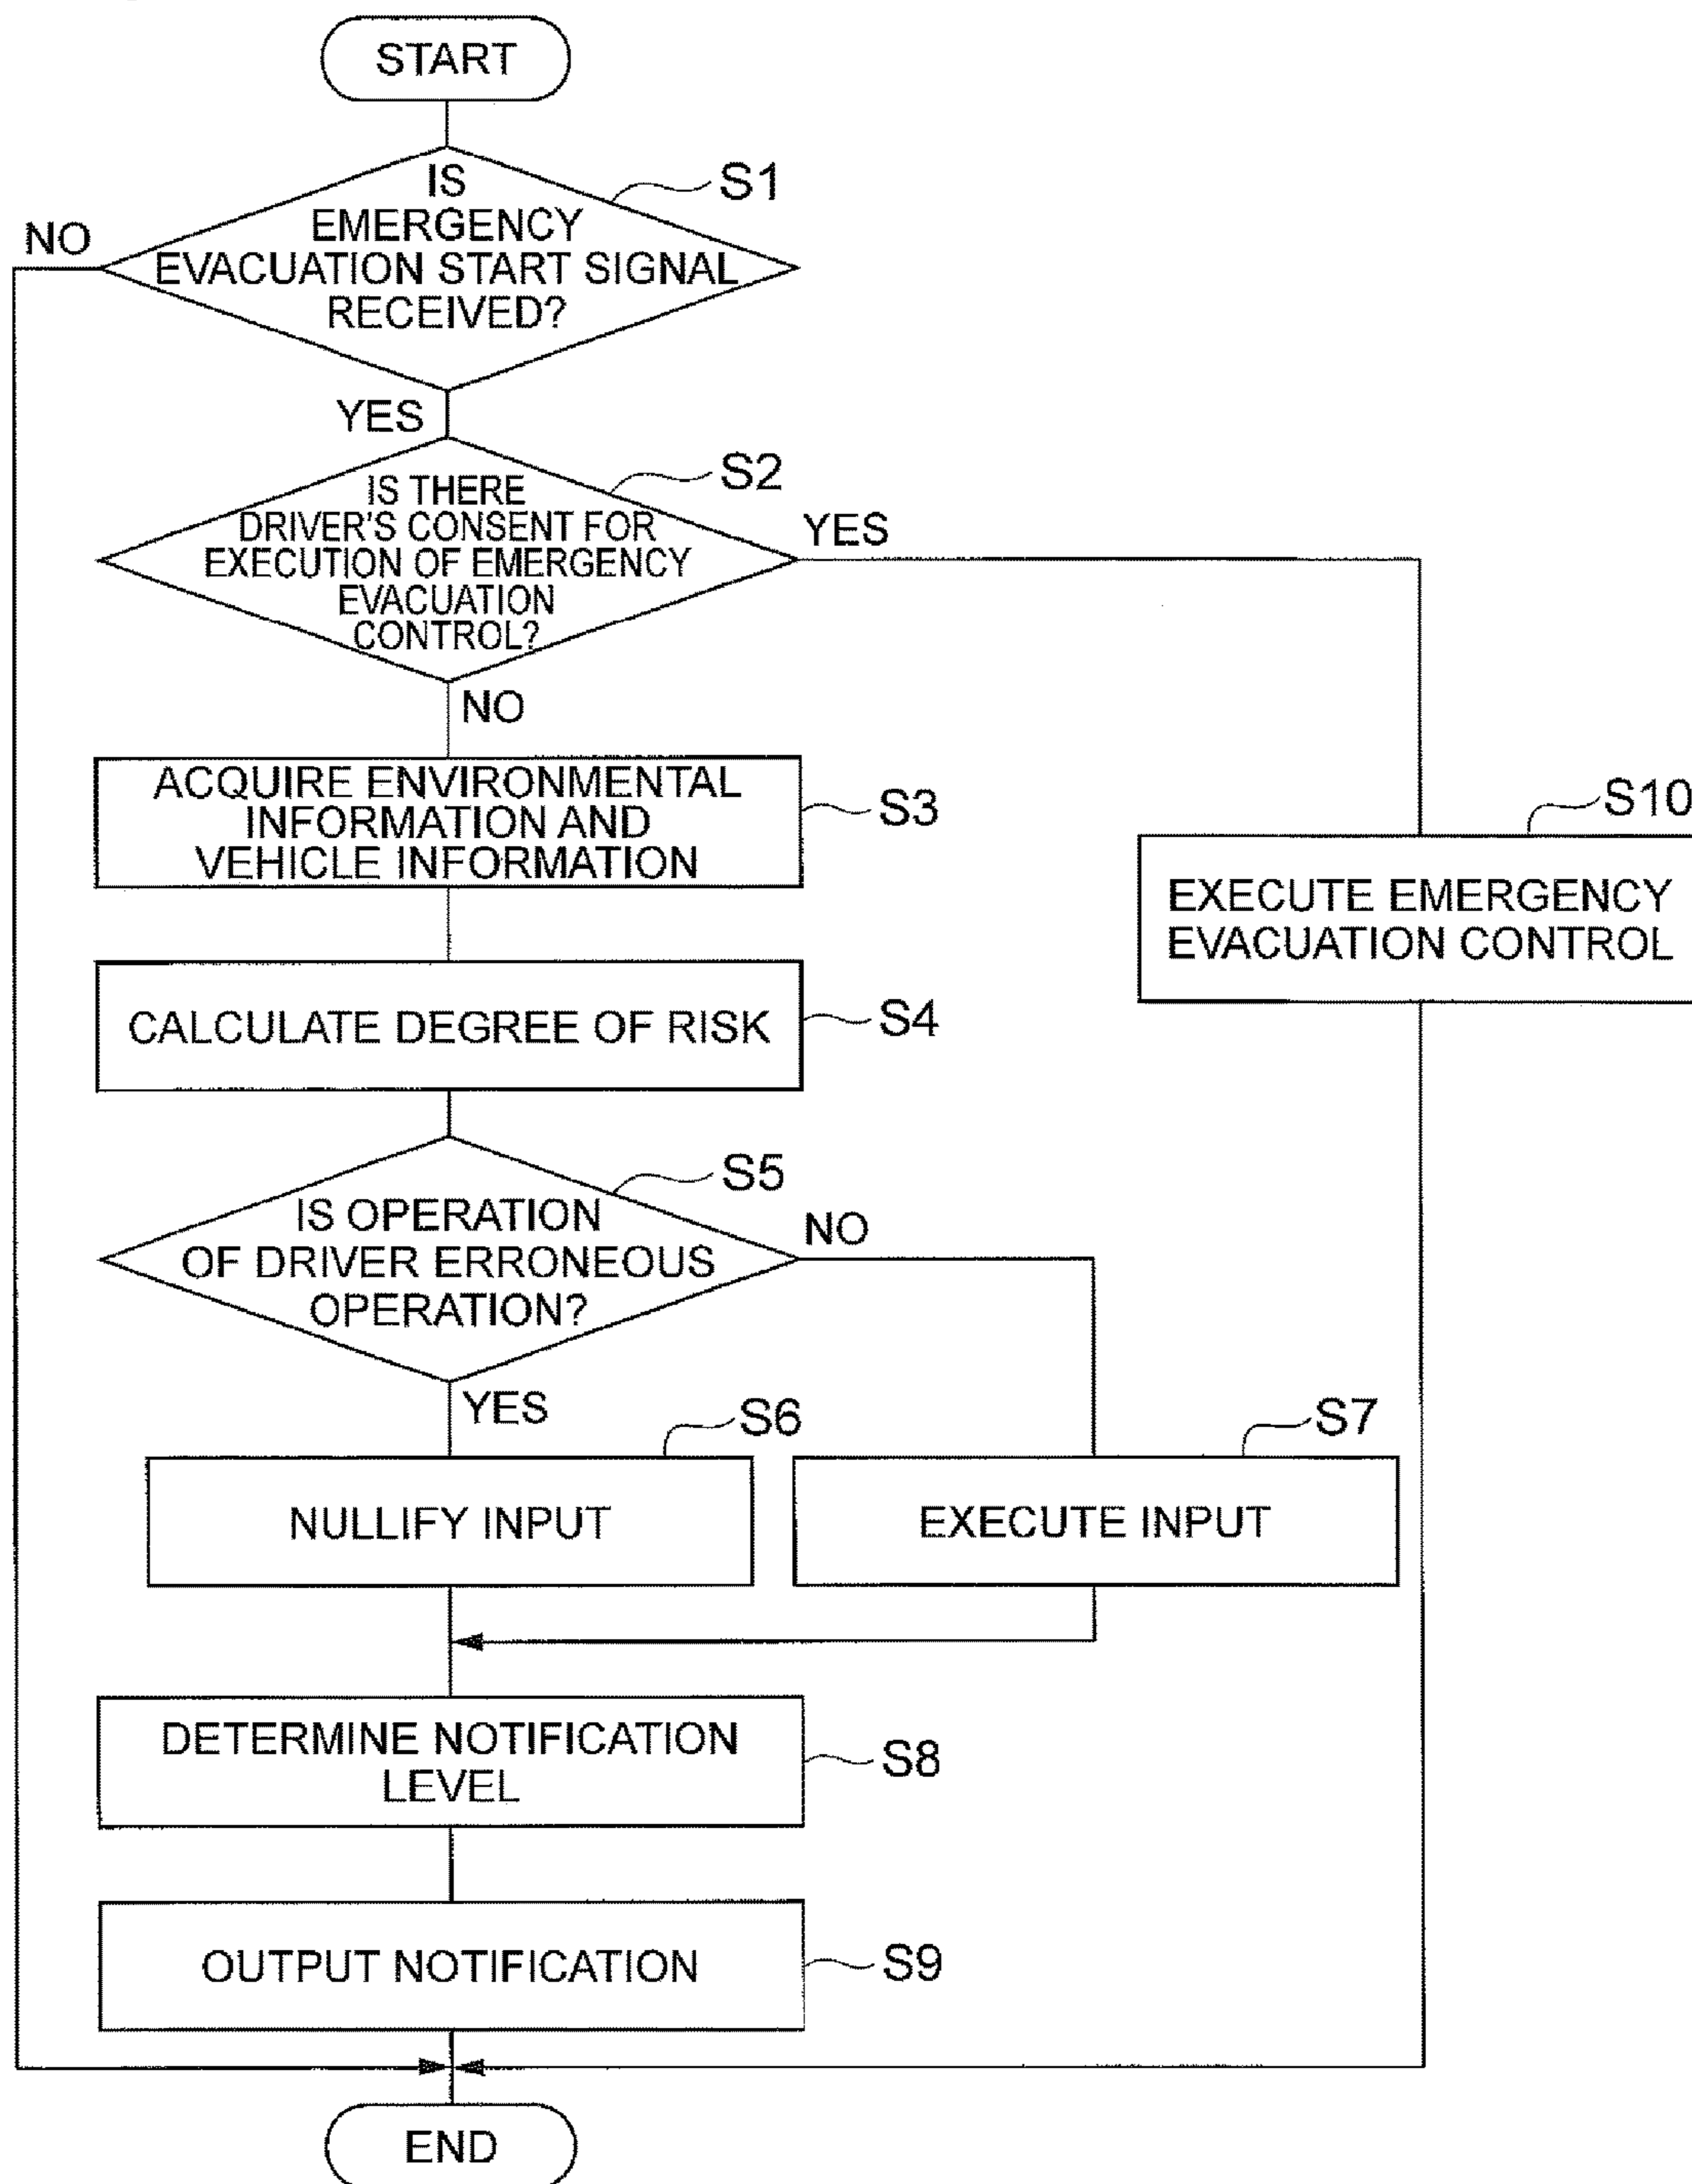 START
IS
EMERGENCY
EVACUATION START SIGNAL
RECEIVED?
S1
NO
YES
IS THERE
DRIVER'S CONSENT FOR
EXECUTION OF EMERGENCY
EVACUATION
CONTROL?
S2
YES
NO
ACQUIRE ENVIRONMENTAL
INFORMATION AND
VEHICLE INFORMATION
S3
S10
EXECUTE EMERGENCY
EVACUATION CONTROL
CALCULATE DEGREE OF RISK
S4
IS OPERATION
OF DRIVER ERRONEOUS
OPERATION?
S5
NO
YES
S6
NULLIFY INPUT
S7
EXECUTE INPUT
DETERMINE NOTIFICATION
LEVEL
S8
OUTPUT NOTIFICATION
S9
END